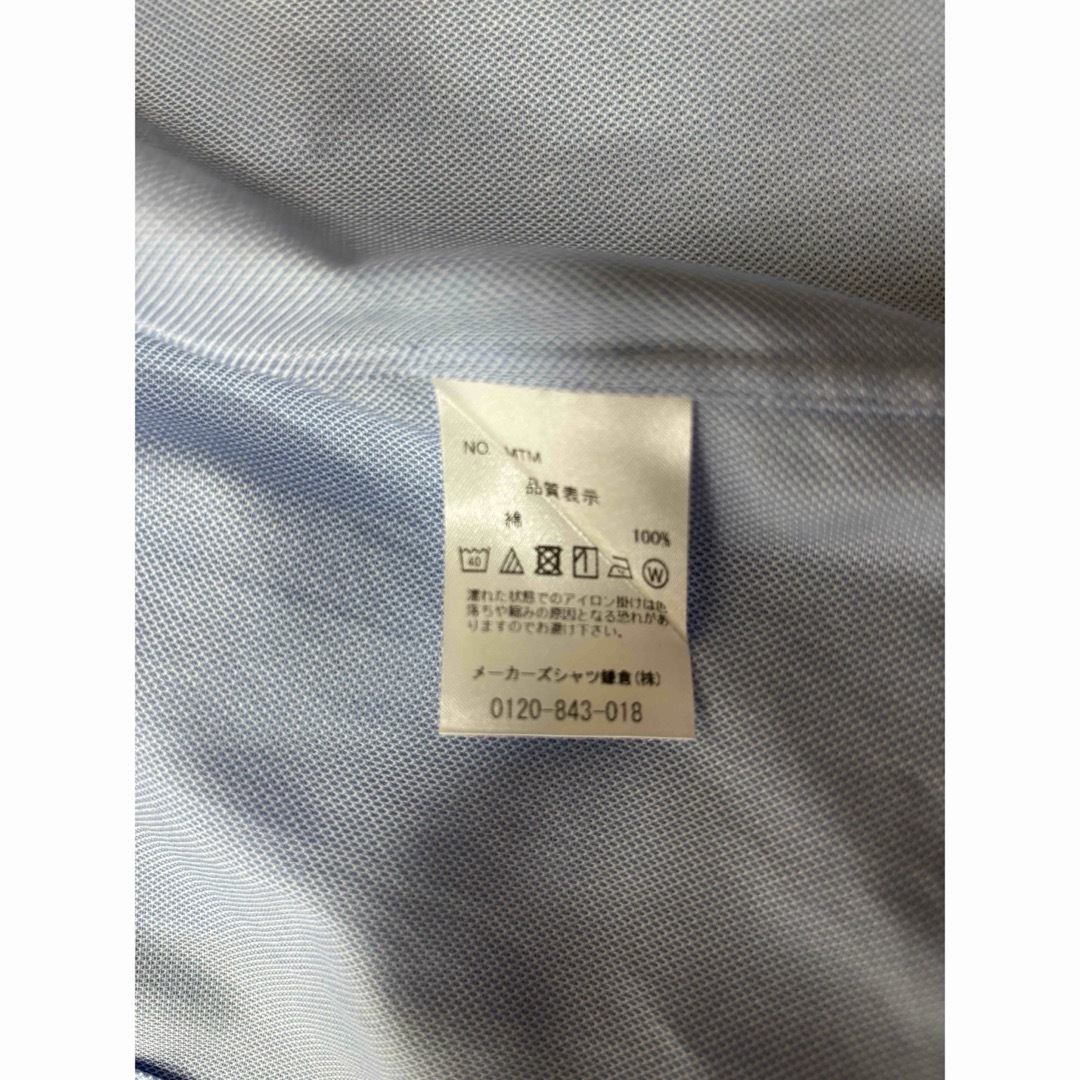 NO. MTM
品質表示
綿 100%
40 W
濡れた状態でのアイロン掛けは色
落ちや縮みの原因となる恐れがあ
りますのでお避け下さい。
メーカーズシャツ鎌倉(株)
0120-843-018